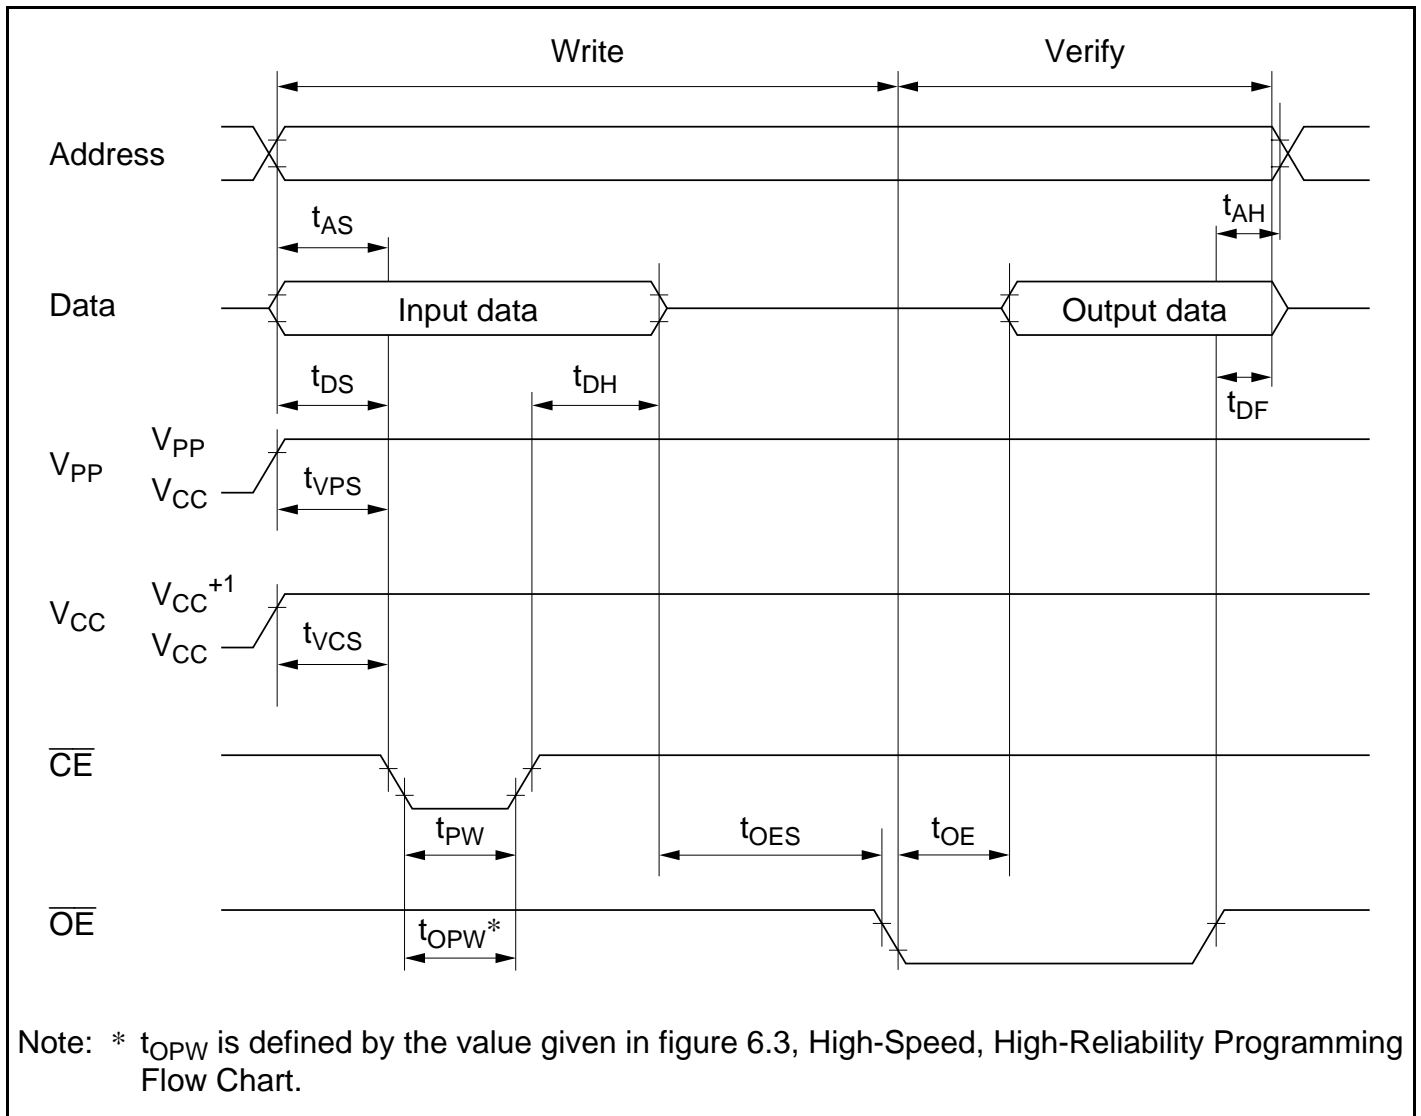 Write Verify
Address
tAS tAH
Data Input data Output data
tDS tDH tDF
VPP VPP
VCC tVPS
VCC VCC+1
VCC tVCS
CE
tPW tOES tOE
OE
tOPW*
Note: * tOPW is defined by the value given in figure 6.3, High-Speed, High-Reliability Programming
Flow Chart.